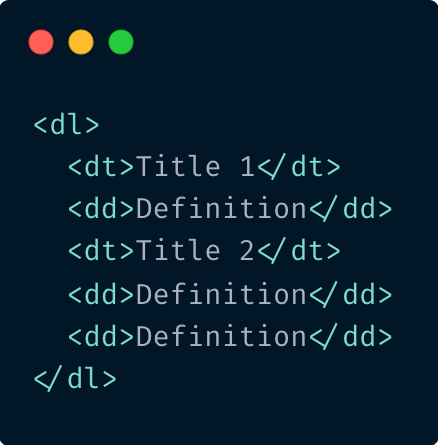 <dl>
  <dt>Title 1</dt>
  <dd>Definition</dd>
  <dt>Title 2</dt>
  <dd>Definition</dd>
  <dd>Definition</dd>
</dl>